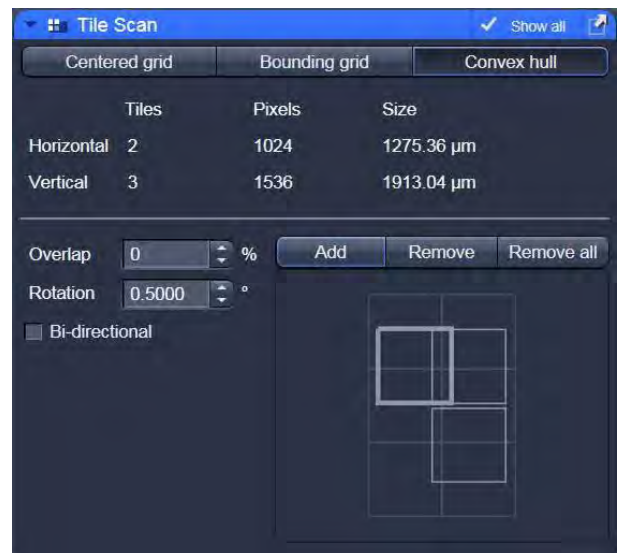 Tile Scan Show all
Centered grid Bounding grid Convex hull
Tiles Pixels Size
Horizontal 2 1024 1275.36 µm
Vertical 3 1536 1913.04 µm
Overlap 0 % Add Remove Remove all
Rotation 0.5000 °
Bi-directional